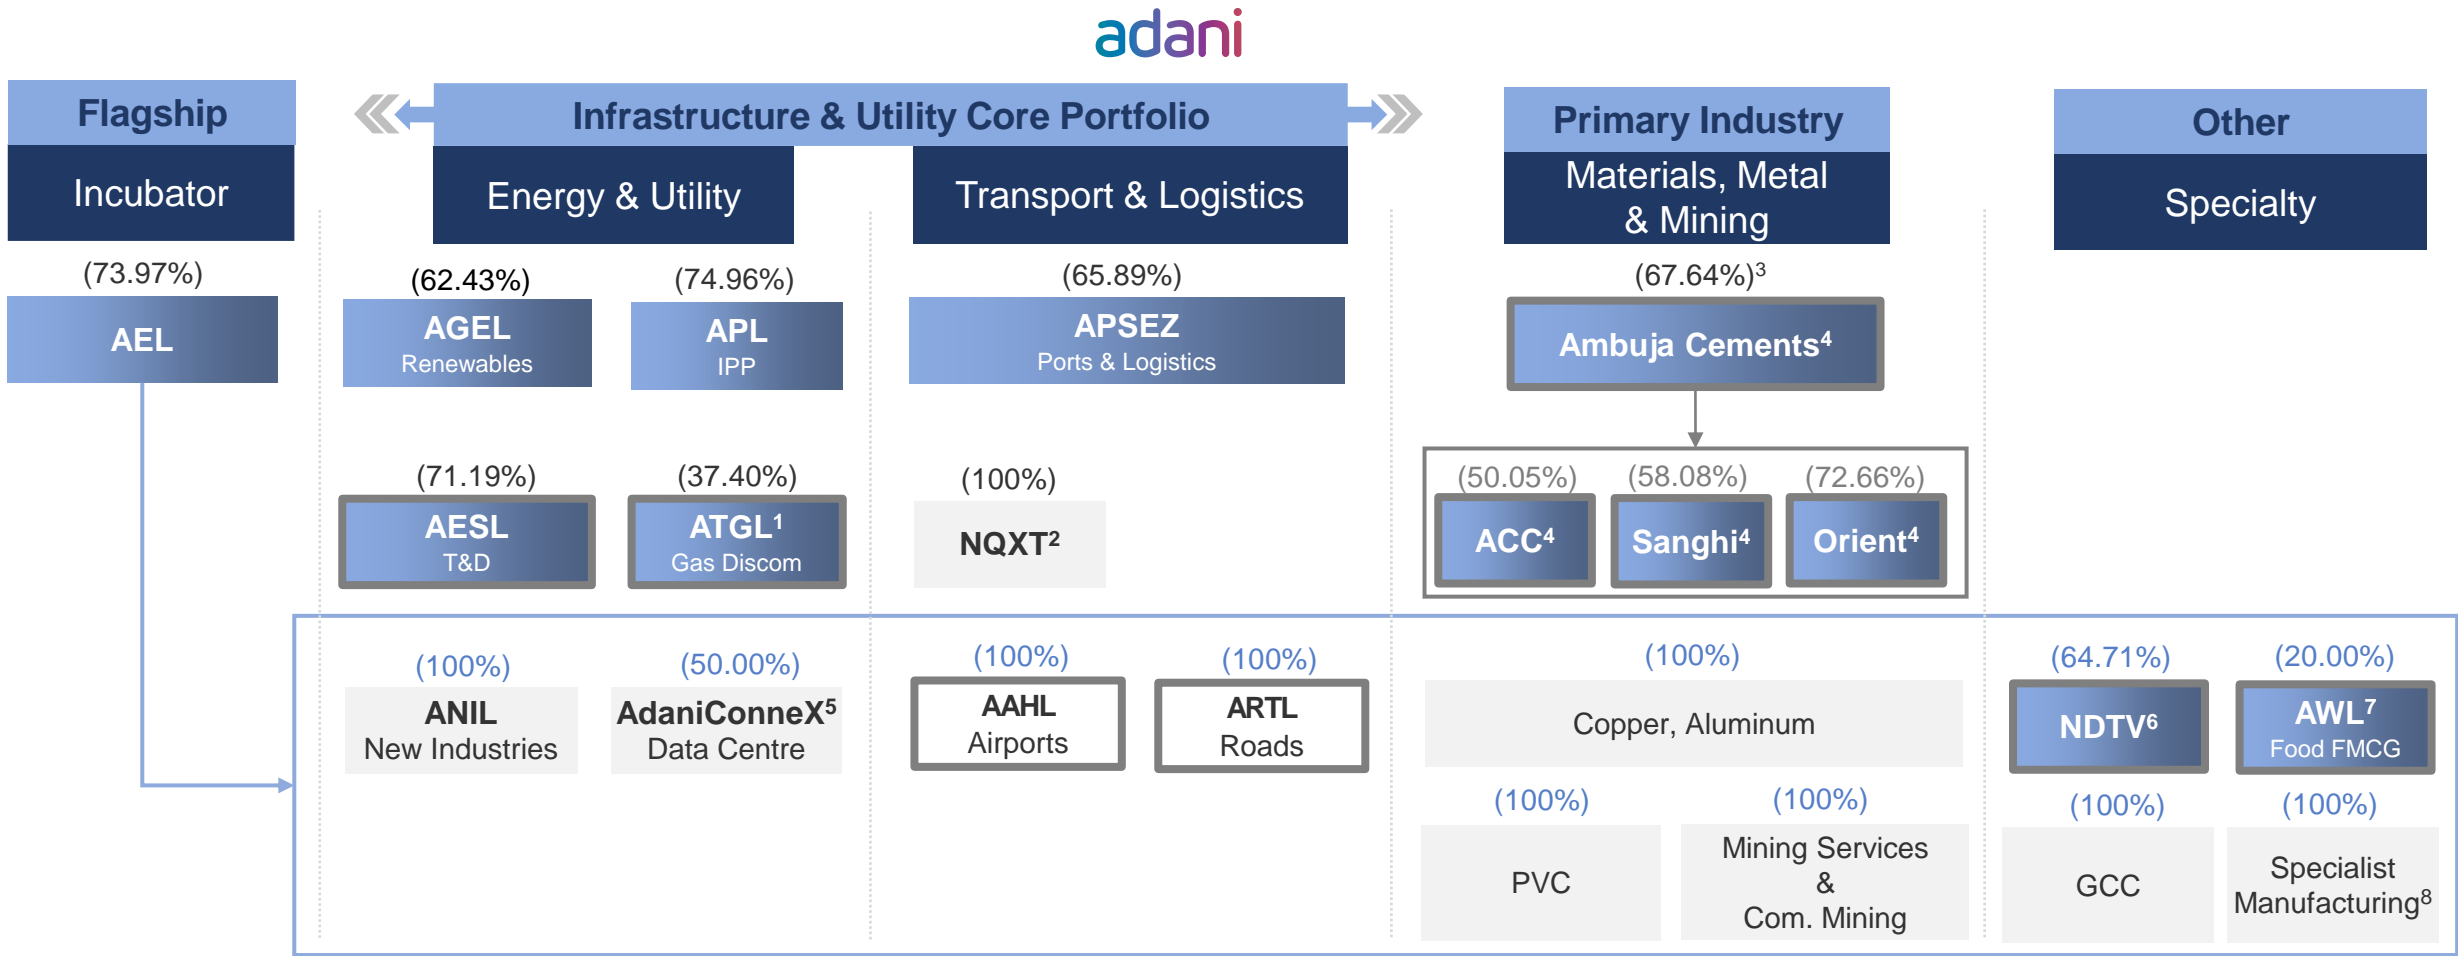 adani
Flagship
Incubator
(73.97%)
AEL
Infrastructure & Utility Core Portfolio
Energy & Utility
(62.43%)
AGEL
Renewables
(74.96%)
APL
IPP
(71.19%)
AESL
T&D
(37.40%)
ATGL1
Gas Discom
Transport & Logistics
(65.89%)
APSEZ
Ports & Logistics
(100%)
NQXT2
Primary Industry
Materials, Metal
& Mining
(67.64%)3
Ambuja Cements4
(50.05%)
ACC4
(58.08%)
Sanghi4
(72.66%)
Orient4
Other
Specialty
(100%)
ANIL
New Industries
(50.00%)
AdaniConneX5
Data Centre
(100%)
AAHL
Airports
(100%)
ARTL
Roads
(100%)
Copper, Aluminum
(100%)
PVC
(100%)
Mining Services
&
Com. Mining
(64.71%)
NDTV6
(20.00%)
AWL7
Food FMCG
(100%)
GCC
(100%)
Specialist
Manufacturing8